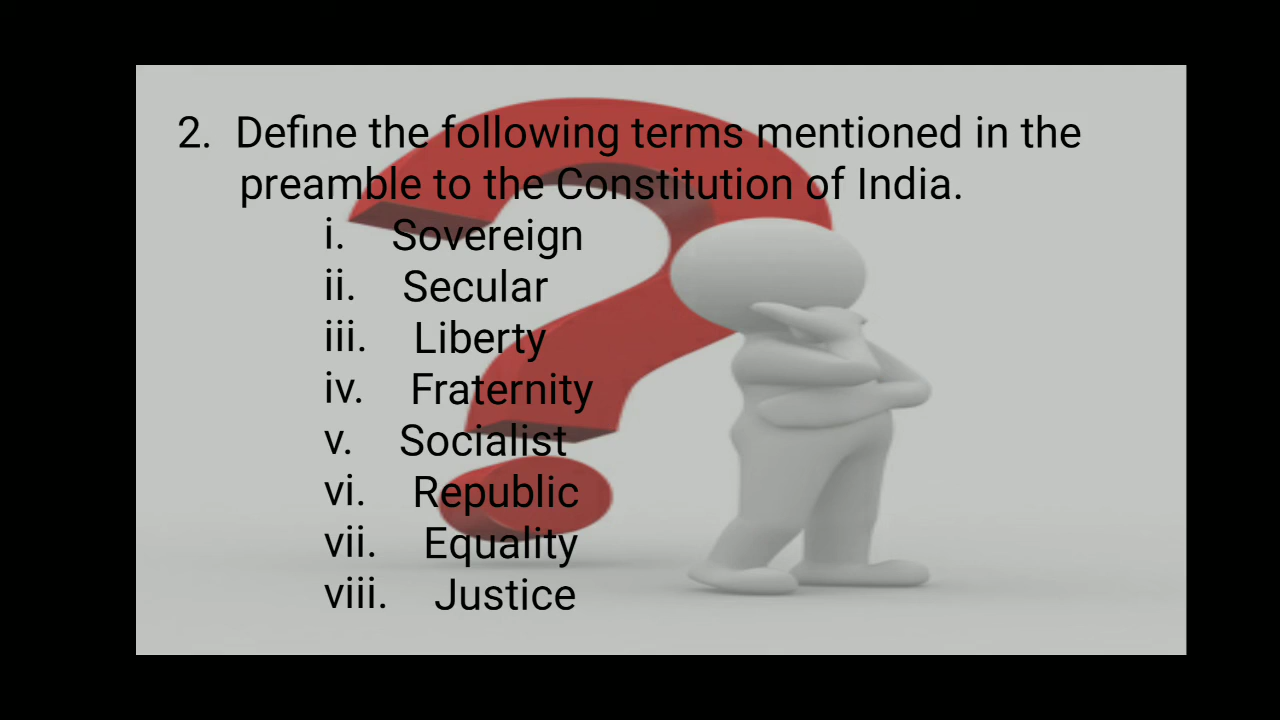 2. Define the following terms mentioned in the
preamble to the Constitution of India.
i. Sovereign
ii. Secular
iii. Liberty
iv. Fraternity
v. Socialist
vi. Republic
vii. Equality
viii. Justice